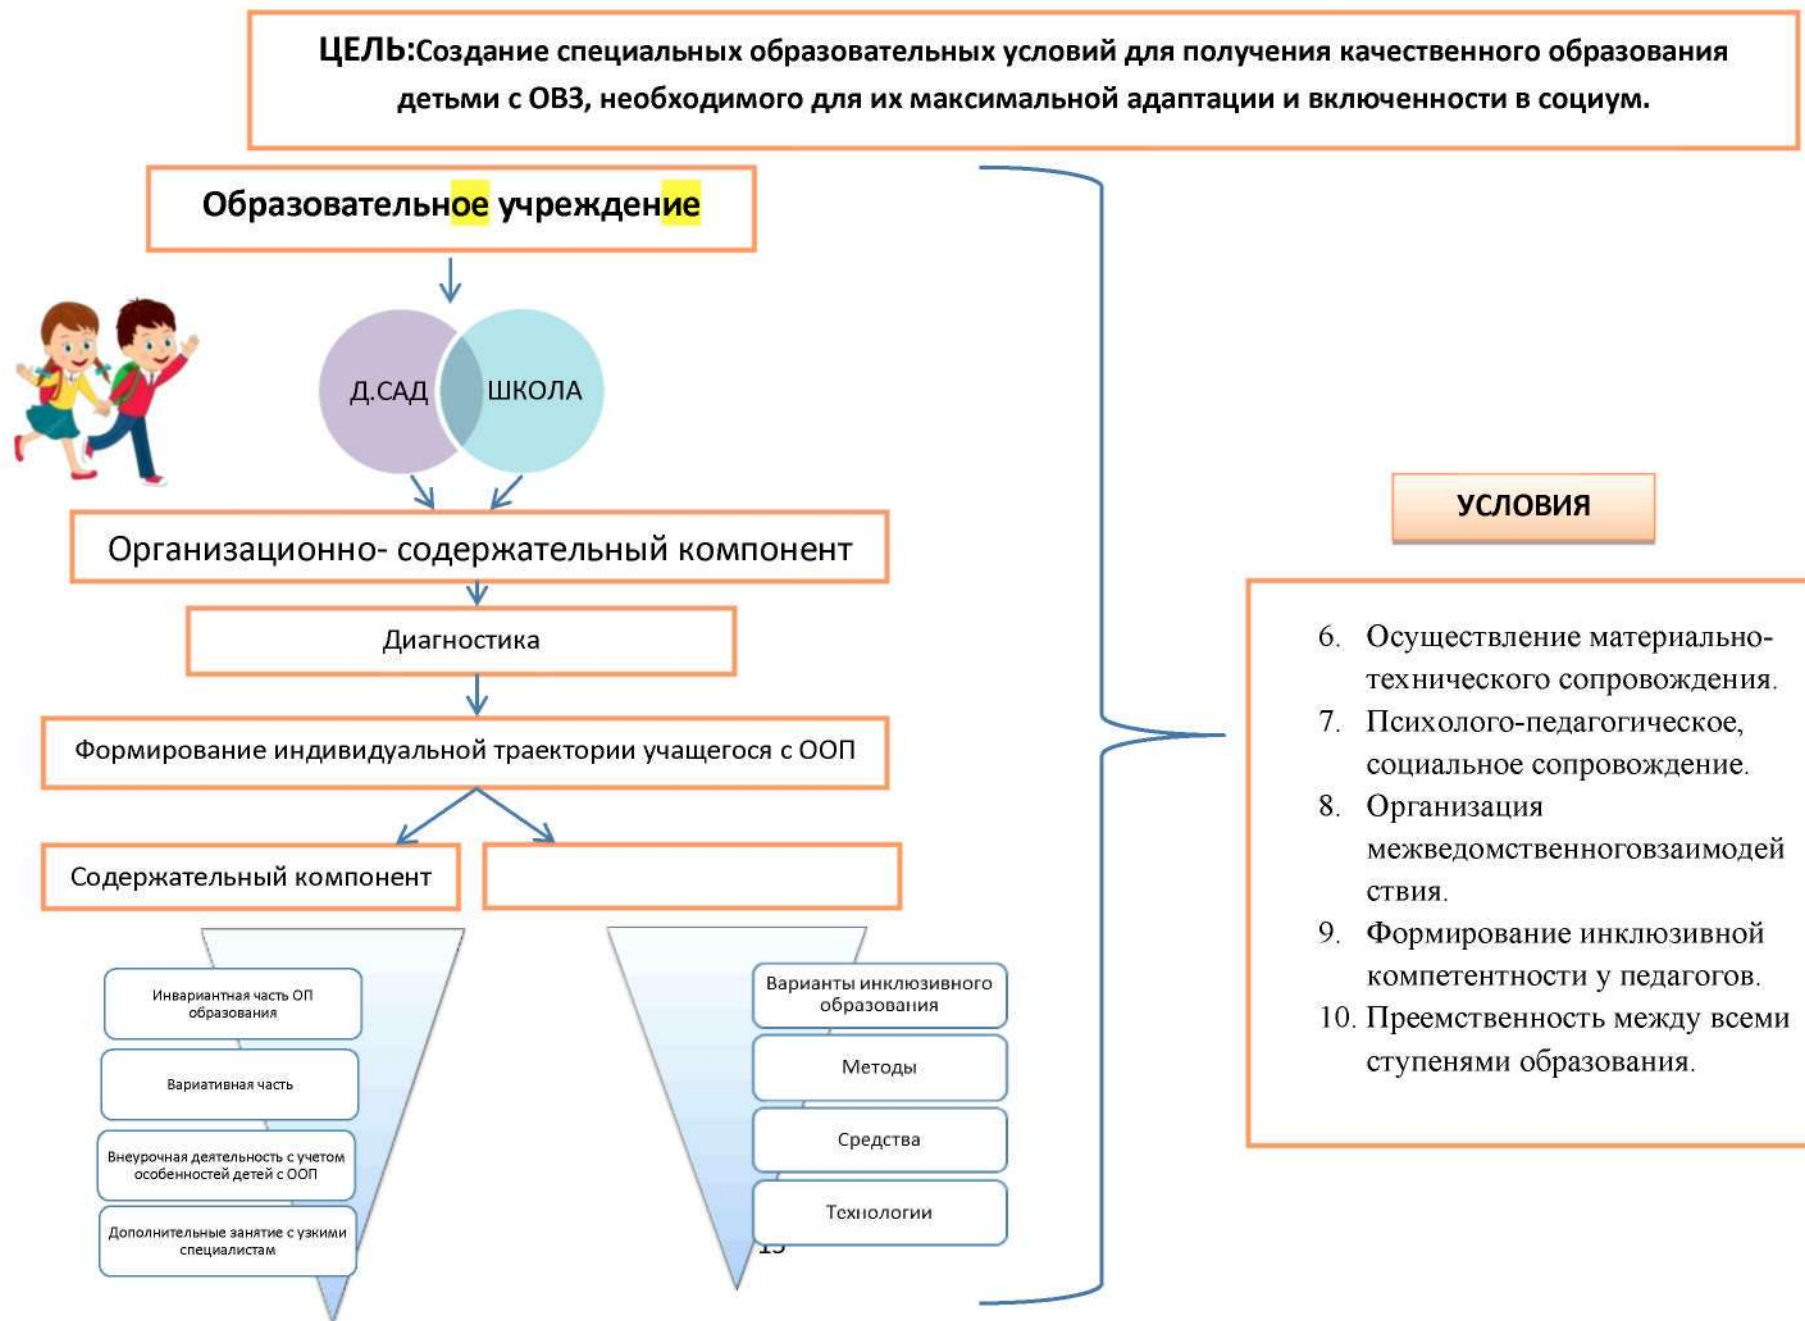 ЦЕЛЬ:Создание специальных образовательных условий для получения качественного образования
детьми с ОВЗ, необходимого для их максимальной адаптации и включенности в социум.
Образовательное учреждение
Д.САД
ШКОЛА
Организационно- содержательный компонент
Диагностика
Формирование индивидуальной траектории учащегося с ООП
Содержательный компонент
Инвариантная часть ОП
образования
Вариативная часть
Внеурочная деятельность с учетом
особенностей детей с ООП
Дополнительные занятие с узкими
специалистам
Варианты инклюзивного
образования
Методы
Средства
Технологии
УСЛОВИЯ
6. Осуществление материально-
технического сопровождения.
7. Психолого-педагогическое,
социальное сопровождение.
8. Организация
межведомственноговзаимодей
ствия.
9. Формирование инклюзивной
компетентности у педагогов.
10. Преемственность между всеми
ступенями образования.